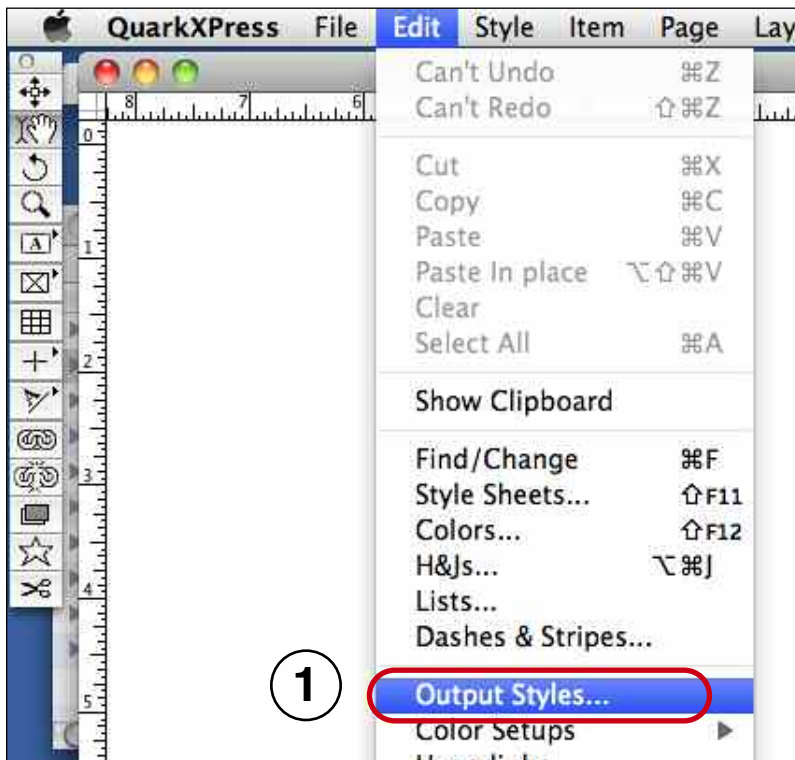 QuarkXPress File Edit Style Item Page Lay
8 7 6
Can't Undo ⌘Z
Can't Redo ⇧⌘Z
0
Cut ⌘X
Copy ⌘C
A
1
Paste ⌘V
Paste In place ⌥⇧⌘V
Clear
Select All ⌘A
2
Show Clipboard
Find/Change ⌘F
3
Style Sheets... ⇧F11
Colors... ⇧F12
H&Js... ⌥⌘J
4
Lists...
Dashes & Stripes...
1
Output Styles...
5
Color Setups